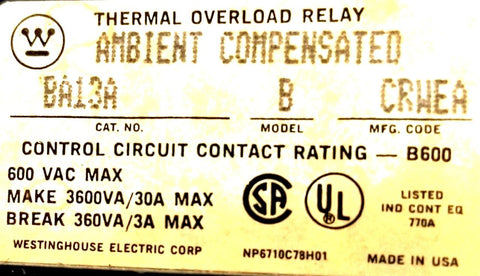 THERMAL OVERLOAD RELAY
W
AMBIENT COMPENSATED
BA13A B CRWEA
CAT. NO. MODEL MFG. CODE
CONTROL CIRCUIT CONTACT RATING — B600
600 VAC MAX
MAKE 3600VA/30A MAX
BREAK 360VA/3A MAX
SA UL ®
LISTED
IND CONT EQ
770A
WESTINGHOUSE ELECTRIC CORP NP6710C78H01 MADE IN USA